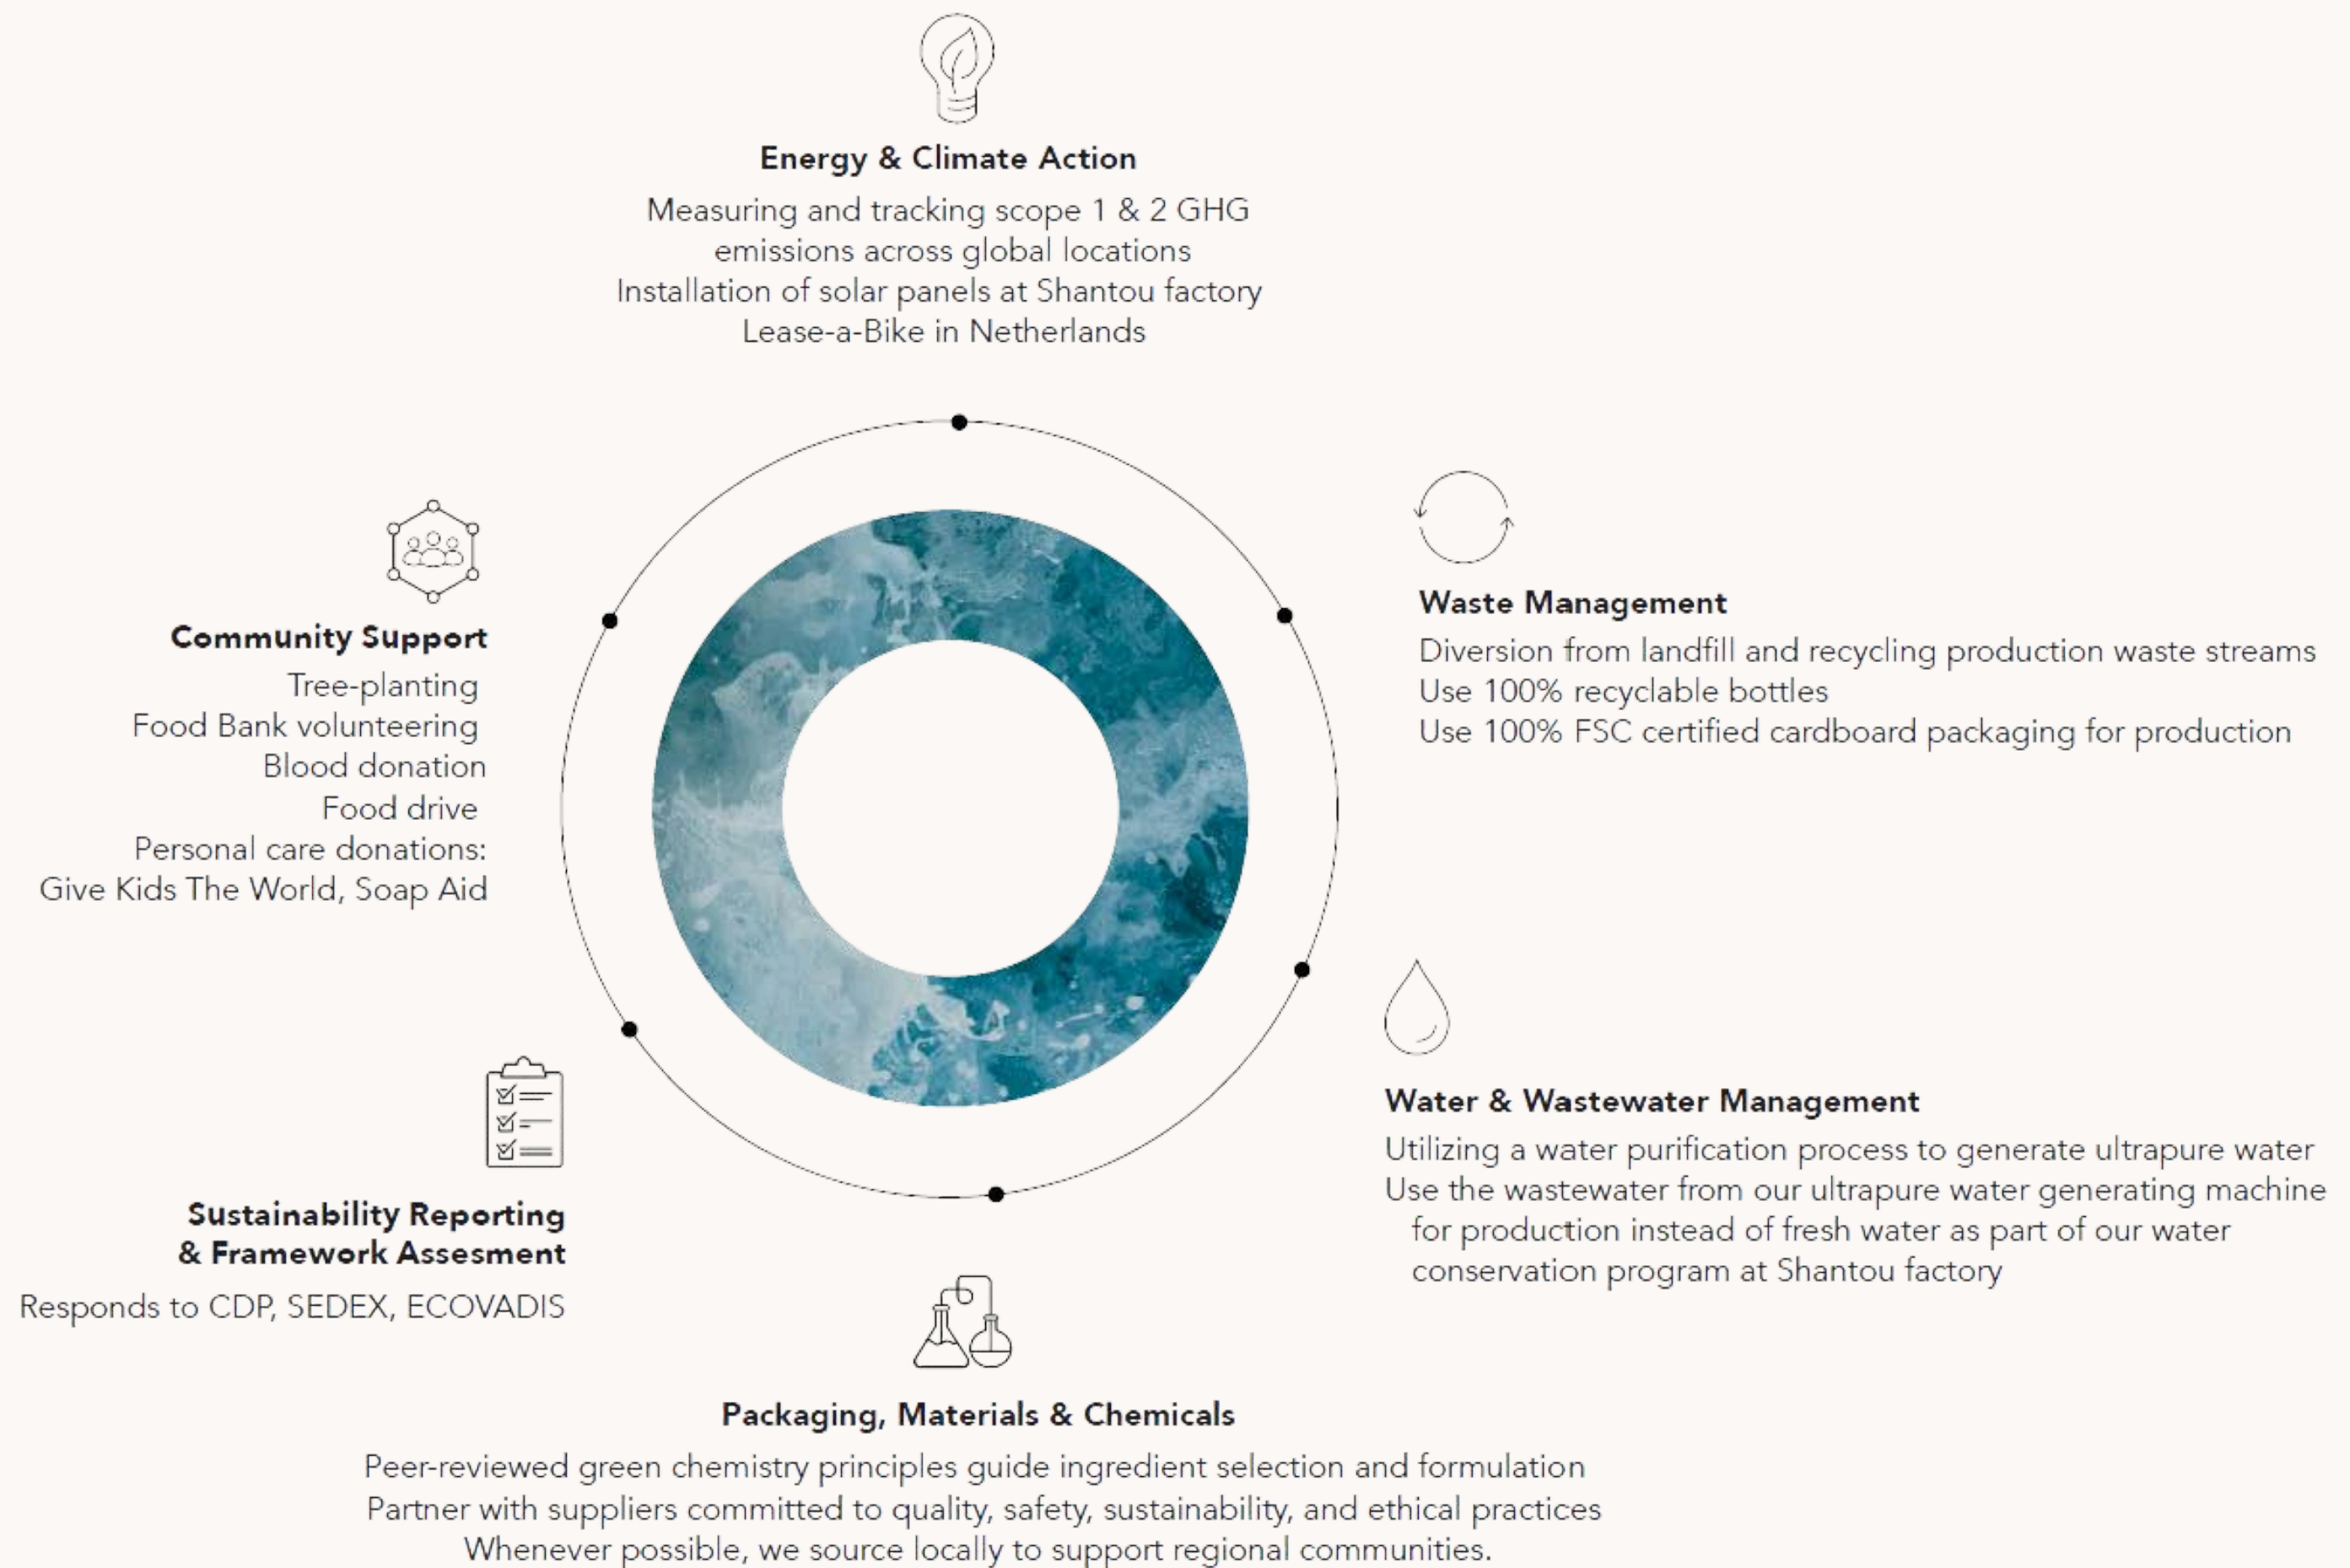 Energy & Climate Action
Measuring and tracking scope 1 & 2 GHG
emissions across global locations
Installation of solar panels at Shantou factory
Lease-a-Bike in Netherlands
Waste Management
Diversion from landfill and recycling production waste streams
Use 100% recyclable bottles
Use 100% FSC certified cardboard packaging for production
Water & Wastewater Management
Utilizing a water purification process to generate ultrapure water
Use the wastewater from our ultrapure water generating machine
for production instead of fresh water as part of our water
conservation program at Shantou factory
Packaging, Materials & Chemicals
Peer-reviewed green chemistry principles guide ingredient selection and formulation
Partner with suppliers committed to quality, safety, sustainability, and ethical practices
Whenever possible, we source locally to support regional communities.
Sustainability Reporting
& Framework Assesment
Responds to CDP, SEDEX, ECOVADIS
Community Support
Tree-planting
Food Bank volunteering
Blood donation
Food drive
Personal care donations:
Give Kids The World, Soap Aid